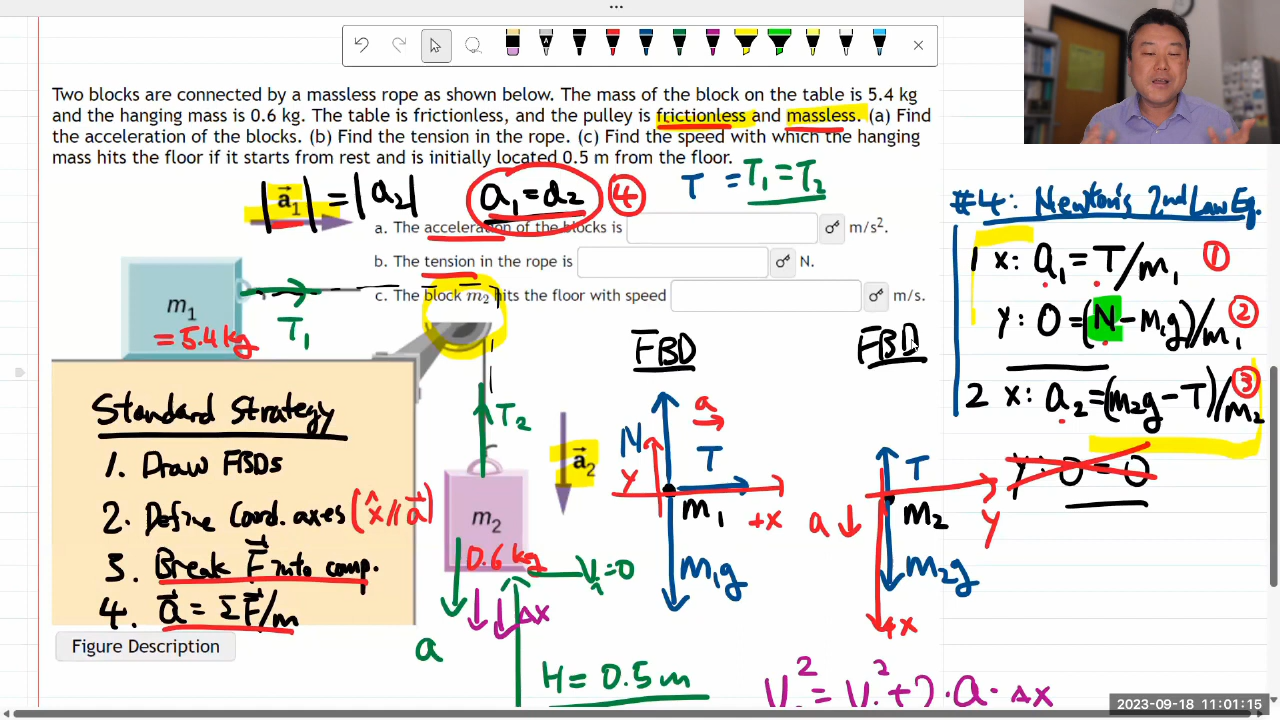 Two blocks are connected by a massless rope as shown below. The mass of the block on the table is 5.4 kg
and the hanging mass is 0.6 kg. The table is frictionless, and the pulley is frictionless and massless. (a) Find
the acceleration of the blocks. (b) Find the tension in the rope. (c) Find the speed with which the hanging
mass hits the floor if it starts from rest and is initially located 0.5 m from the floor.
|a⃗₁| = |a₂|
a₁ = a₂ ④
T = T₁ = T₂
a. The acceleration of the blocks is
m/s².
b. The tension in the rope is
N.
c. The block m₂ hits the floor with speed
m/s.
m₁
= 5.4 kg
T₁
Standard Strategy
1. Draw FBDs
2. Define Coord. axes (x̂ // a⃗)
3. Break F⃗ into comp.
4. a⃗ = ΣF⃗/m
Figure Description
T₂
a⃗₂
m₂
0.6 kg
a
Δx
Vᵢ = 0
H = 0.5 m
FBD
a
N
T
Y
m₁
+x
m₁g
FBD
T
a
m₂
Y
m₂g
+x
V² = Vᵢ² + 2 · a · Δx
#4: Newton's 2nd Law Eq.
1 x: a₁ = T/m₁ ①
Y: 0 = (N - m₁g)/m₁ ②
2 x: a₂ = (m₂g - T)/m₂ ③
Y: 0 = 0
2023-09-18 11:01:15